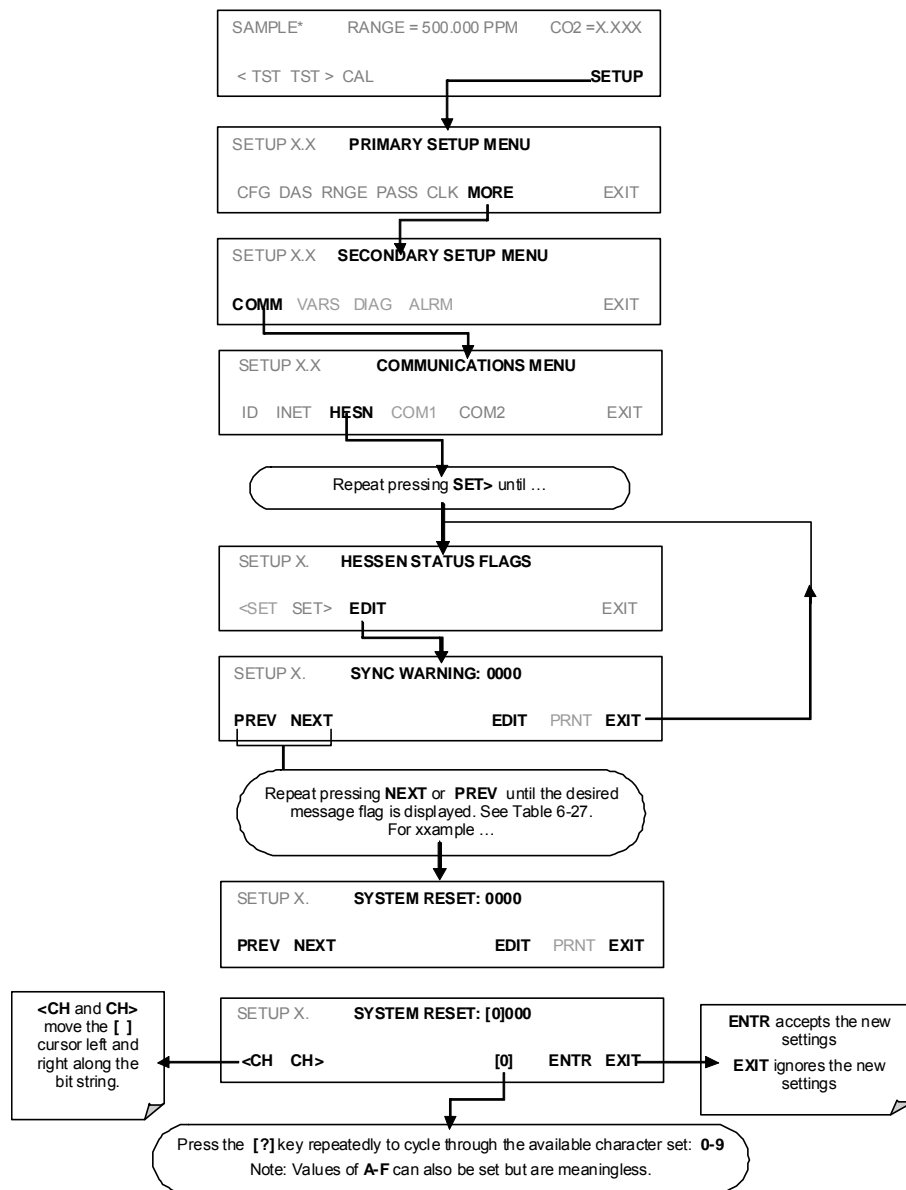 SAMPLE* RANGE = 500.000 PPM CO2 =X.XXX
< TST TST > CAL SETUP
SETUP X.X PRIMARY SETUP MENU
CFG DAS RNGE PASS CLK MORE EXIT
SETUP X.X SECONDARY SETUP MENU
COMM VARS DIAG ALRM EXIT
SETUP X.X COMMUNICATIONS MENU
ID INET HESN COM1 COM2 EXIT
Repeat pressing SET> until …
SETUP X. HESSEN STATUS FLAGS
<SET SET> EDIT EXIT
SETUP X. SYNC WARNING: 0000
PREV NEXT EDIT PRNT EXIT
Repeat pressing NEXT or PREV until the desired
message flag is displayed. See Table 6-27.
For xxample …
SETUP X. SYSTEM RESET: 0000
PREV NEXT EDIT PRNT EXIT
<CH and CH>
move the [ ]
cursor left and
right along the
bit string.
SETUP X. SYSTEM RESET: [0]000
<CH CH> [0] ENTR EXIT
ENTR accepts the new
settings
EXIT ignores the new
settings
Press the [?] key repeatedly to cycle through the available character set: 0-9
Note: Values of A-F can also be set but are meaningless.